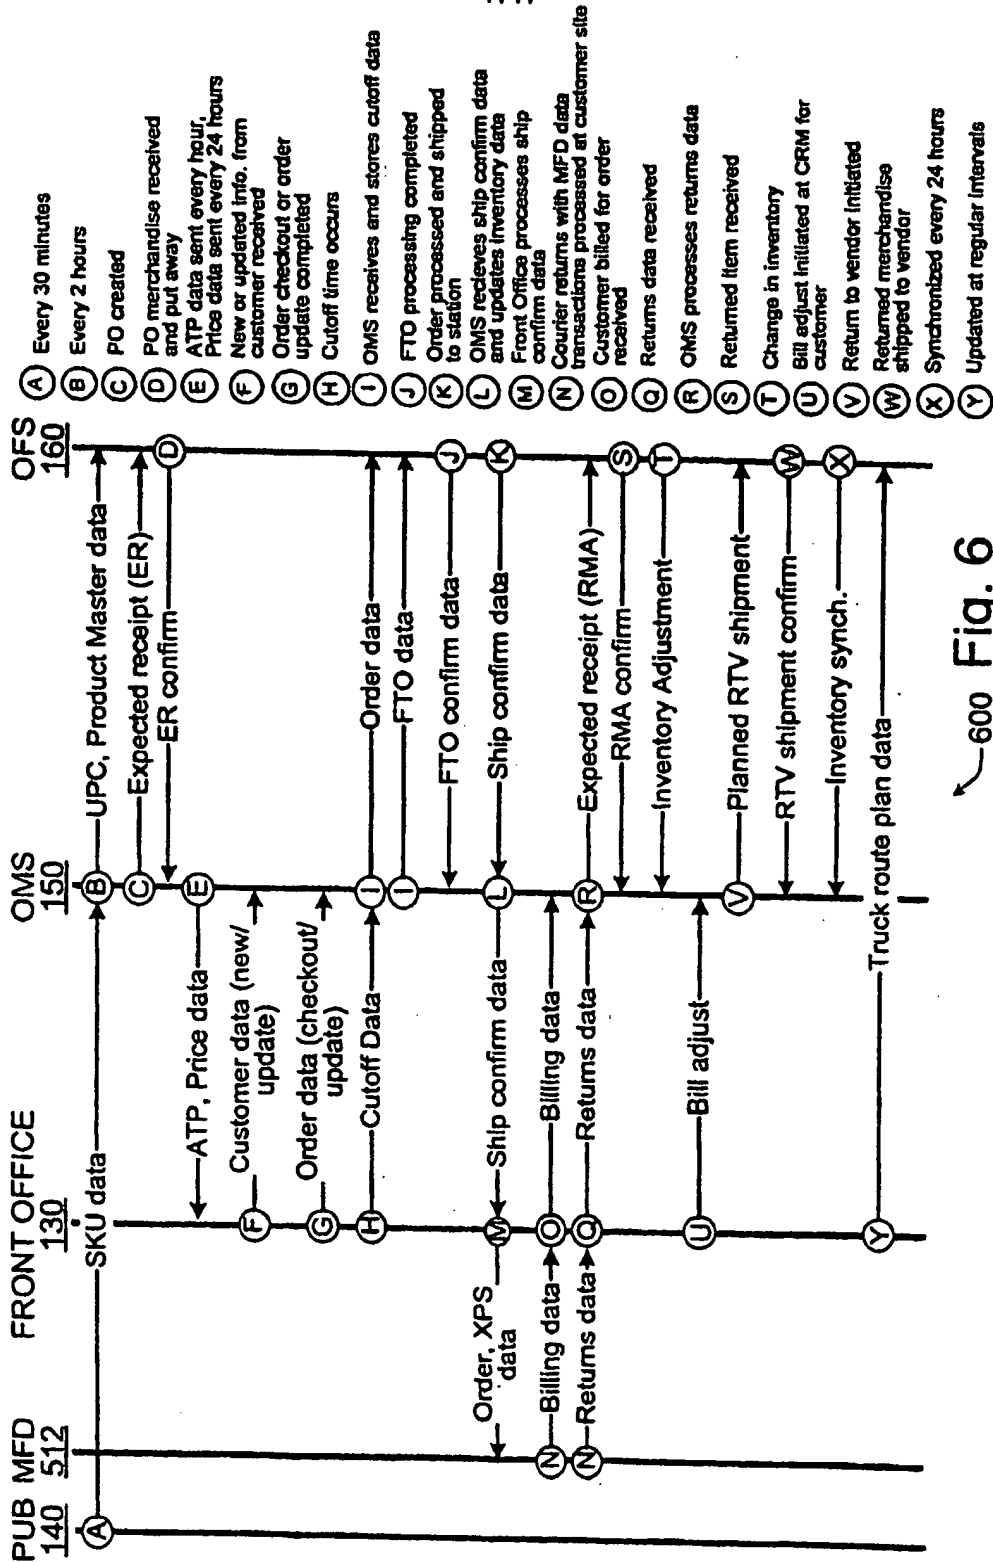 PUB MFD FRONT OFFICE OMS OFS
140 512 130 150 160
A SKU data B UPC, Product Master data
C Expected receipt (ER)
ER confirm D
ATP, Price data E
F Customer data (new/
update)
G Order data (checkout/
update)
H Cutoff Data I Order data
I FTO data
FTO confirm data J
Order, XPS
data
M Ship confirm data L Ship confirm data K
N Billing data O Billing data
N Returns data Q Returns data R Expected receipt (RMA)
RMA confirm S
Inventory Adjustment T
U Bill adjust
V Planned RTV shipment
RTV shipment confirm W
Inventory synch. X
Y Truck route plan data
A Every 30 minutes
B Every 2 hours
C PO created
D PO merchandise received
and put away
E ATP data sent every hour,
Price data sent every 24 hours
F New or updated info. from
customer received
G Order checkout or order
update completed
H Cutoff time occurs
I OMS receives and stores cutoff data
J FTO processing completed
K Order processed and shipped
to station
L OMS recieves ship confirm data
and updates inventory data
M Front Office processes ship
confirm data
N Courier returns with MFD data
transactions processed at customer site
O Customer billed for order
received
Q Returns data received
R OMS processes returns data
S Returned item received
T Change in inventory
U Bill adjust initiated at CRM for
customer
V Return to vendor initiated
W Returned merchandise
shipped to vendor
X Synchronized every 24 hours
Y Updated at regular intervals
600 Fig. 6